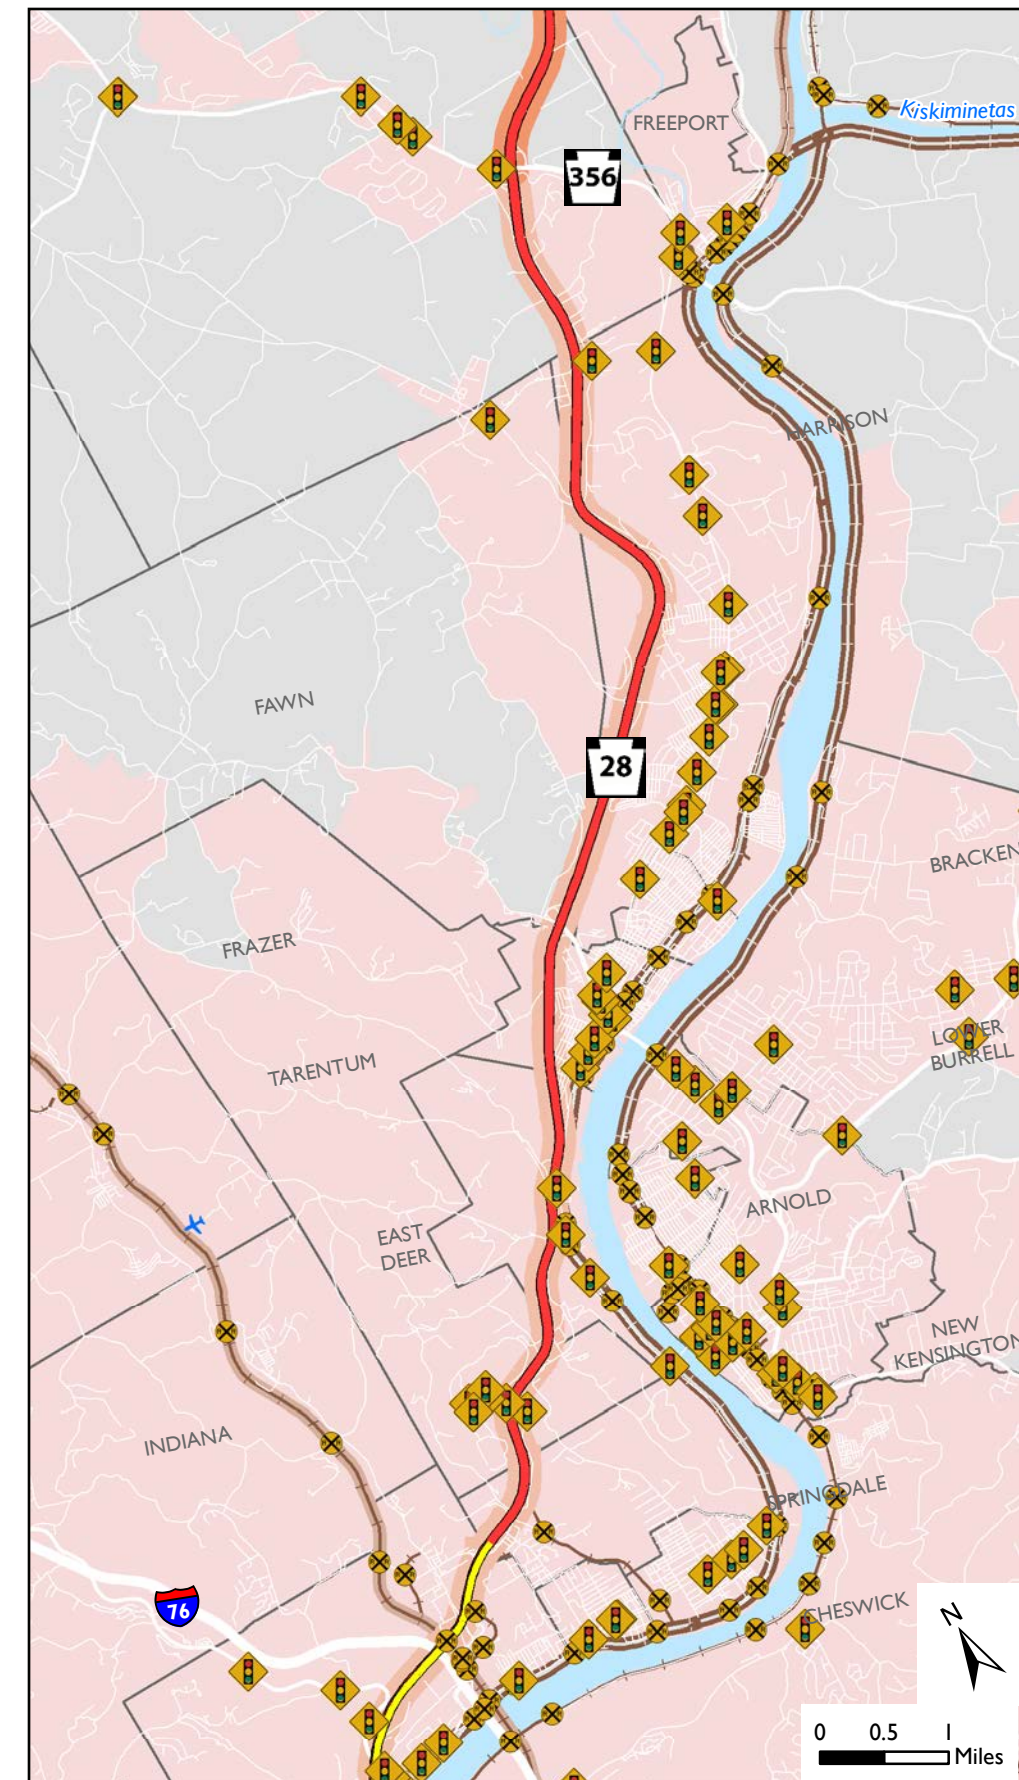 Kiskiminetas
FREEPORT
356
HARRISON
FAWN
28
BRACKEN
FRAZER
LOWER
BURRELL
TARENTUM
ARNOLD
EAST
DEER
NEW
KENSINGTON
INDIANA
SPRINGDALE
76
CHESWICK
N
0 0.5 1
Miles